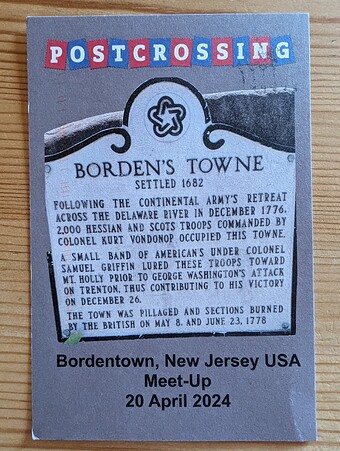 POSTCROSSING
BORDEN'S TOWNE
SETTLED 1682
FOLLOWING THE CONTINENTAL ARMY'S RETREAT
ACROSS THE DELAWARE RIVER IN DECEMBER 1776,
2,000 HESSIAN AND SCOTS TROOPS COMMANDED BY
COLONEL KURT VONDONOP OCCUPIED THIS TOWNE.
A SMALL BAND OF AMERICAN'S UNDER COLONEL
SAMUEL GRIFFIN LURED THESE TROOPS TOWARD
MT. HOLLY PRIOR TO GEORGE WASHINGTON'S ATTACK
ON TRENTON, THUS CONTRIBUTING TO HIS VICTORY
ON DECEMBER 26.
THE TOWN WAS PILLAGED AND SECTIONS BURNED
BY THE BRITISH ON MAY 8, AND JUNE 23, 1778
Bordentown, New Jersey USA
Meet-Up
20 April 2024